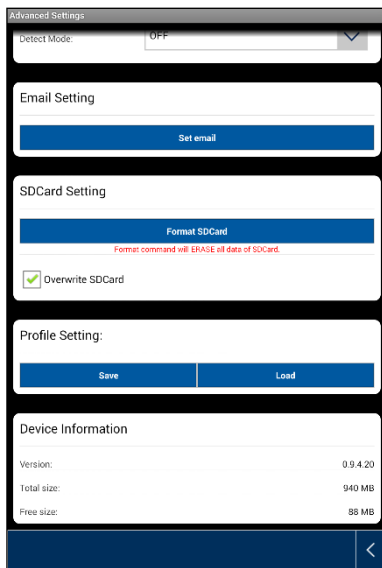 Advanced Settings
Detect Mode: OFF
Email Setting
Set email
SDCard Setting
Format SDCard
Format command will ERASE all data of SDCard.
Overwrite SDCard
Profile Setting:
Save Load
Device Information
Version: 0.9.4.20
Total size: 940 MB
Free size: 88 MB